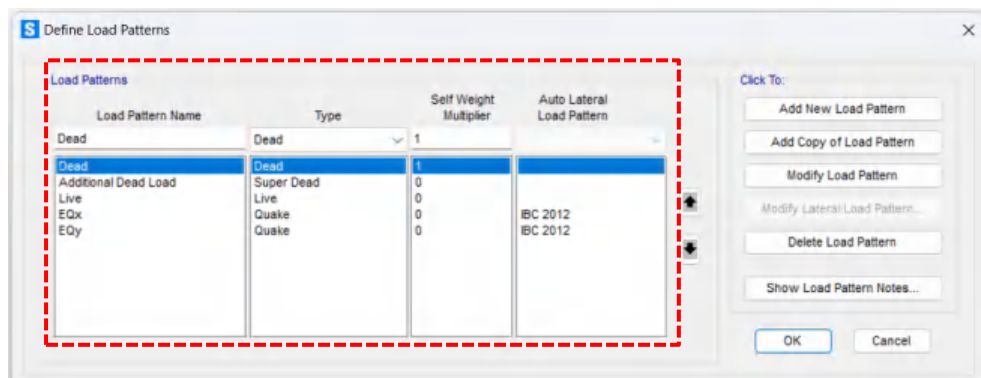 S Define Load Patterns
Load Patterns
Click To:
Load Pattern Name Type Self Weight Multiplier Auto Lateral Load Pattern
Dead Dead 1
Dead Dead 1
Additional Dead Load Super Dead 0
Live Live 0
EQx Quake 0 IBC 2012
EQy Quake 0 IBC 2012
Add New Load Pattern
Add Copy of Load Pattern
Modify Load Pattern
Modify Lateral Load Pattern...
Delete Load Pattern
Show Load Pattern Notes...
OK Cancel